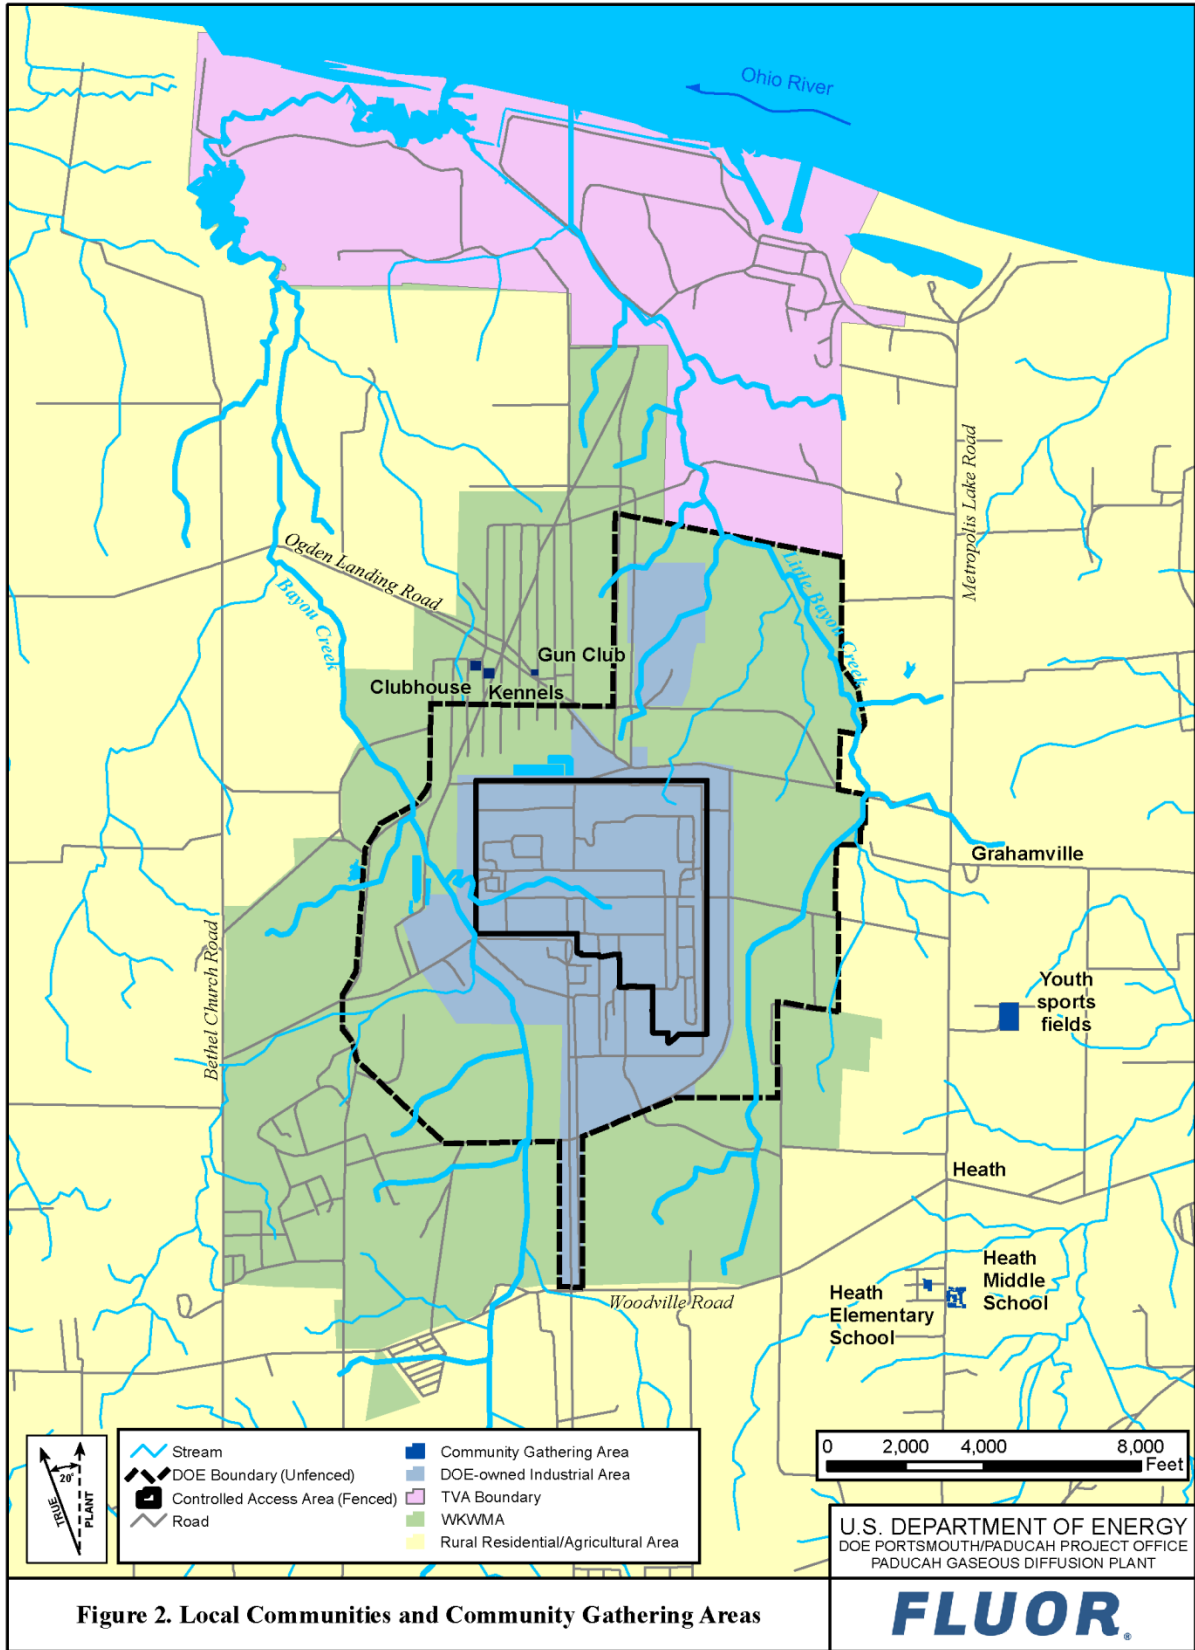 Ohio River
Metropolis Lake Road
Ogden Landing Road
Bayou Creek
Little Bayou Creek
Gun Club
Clubhouse
Kennels
Grahamville
Bethel Church Road
Youth
sports
fields
Heath
Heath
Middle
School
Heath
Elementary
School
Woodville Road
TRUE
20°
PLANT
Stream
DOE Boundary (Unfenced)
Controlled Access Area (Fenced)
Road
Community Gathering Area
DOE-owned Industrial Area
TVA Boundary
WKWMA
Rural Residential/Agricultural Area
0 2,000 4,000 8,000
Feet
U.S. DEPARTMENT OF ENERGY
DOE PORTSMOUTH/PADUCAH PROJECT OFFICE
PADUCAH GASEOUS DIFFUSION PLANT
Figure 2. Local Communities and Community Gathering Areas
FLUOR®